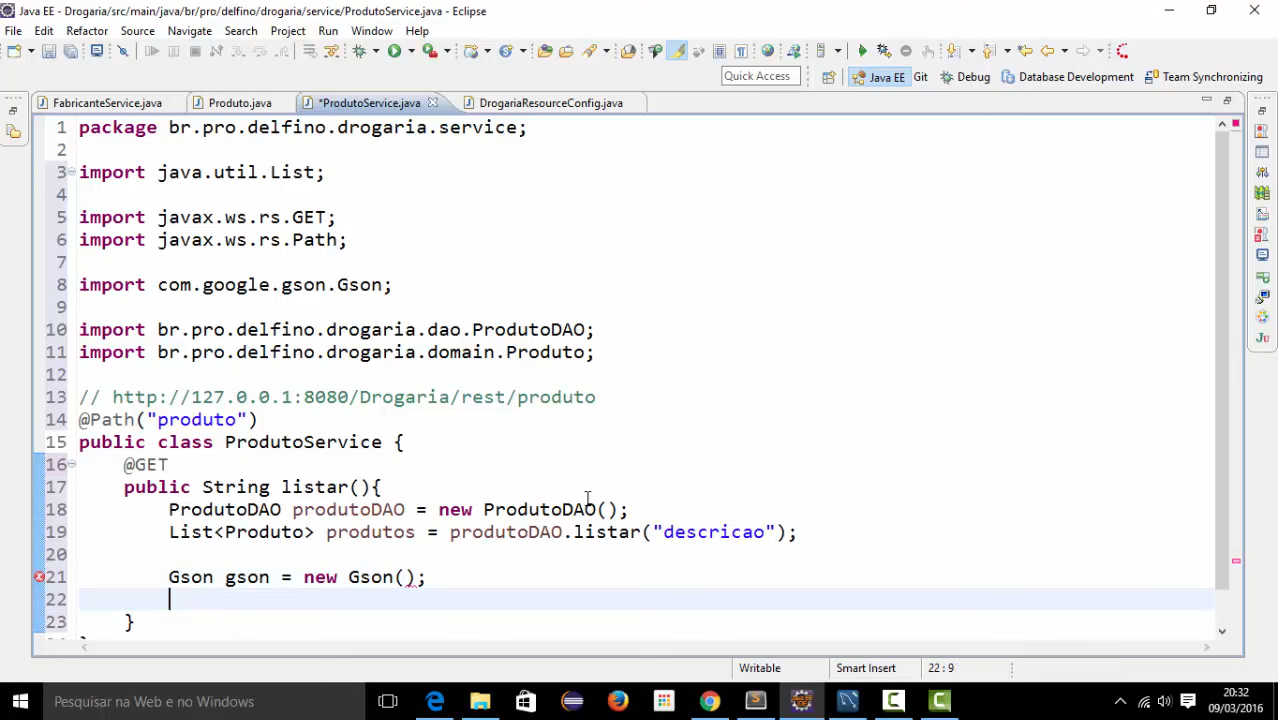 Java EE - Drogaria/src/main/java/br/pro/delfino/drogaria/service/ProdutoService.java - Eclipse
File Edit Refactor Source Navigate Search Project Run Window Help
Quick Access Java EE Git Debug Database Development Team Synchronizing
FabricanteService.java Produto.java *ProdutoService.java DrogariaResourceConfig.java
1 package br.pro.delfino.drogaria.service;
2
3 import java.util.List;
4
5 import javax.ws.rs.GET;
6 import javax.ws.rs.Path;
7
8 import com.google.gson.Gson;
9
10 import br.pro.delfino.drogaria.dao.ProdutoDAO;
11 import br.pro.delfino.drogaria.domain.Produto;
12
13 // http://127.0.0.1:8080/Drogaria/rest/produto
14 @Path("produto")
15 public class ProdutoService {
16 @GET
17 public String listar(){
18 ProdutoDAO produtoDAO = new ProdutoDAO();
19 List<Produto> produtos = produtoDAO.listar("descricao");
20
21 Gson gson = new Gson();
22
23 }
Writable Smart Insert 22 : 9
Pesquisar na Web e no Windows
20:32
09/03/2016